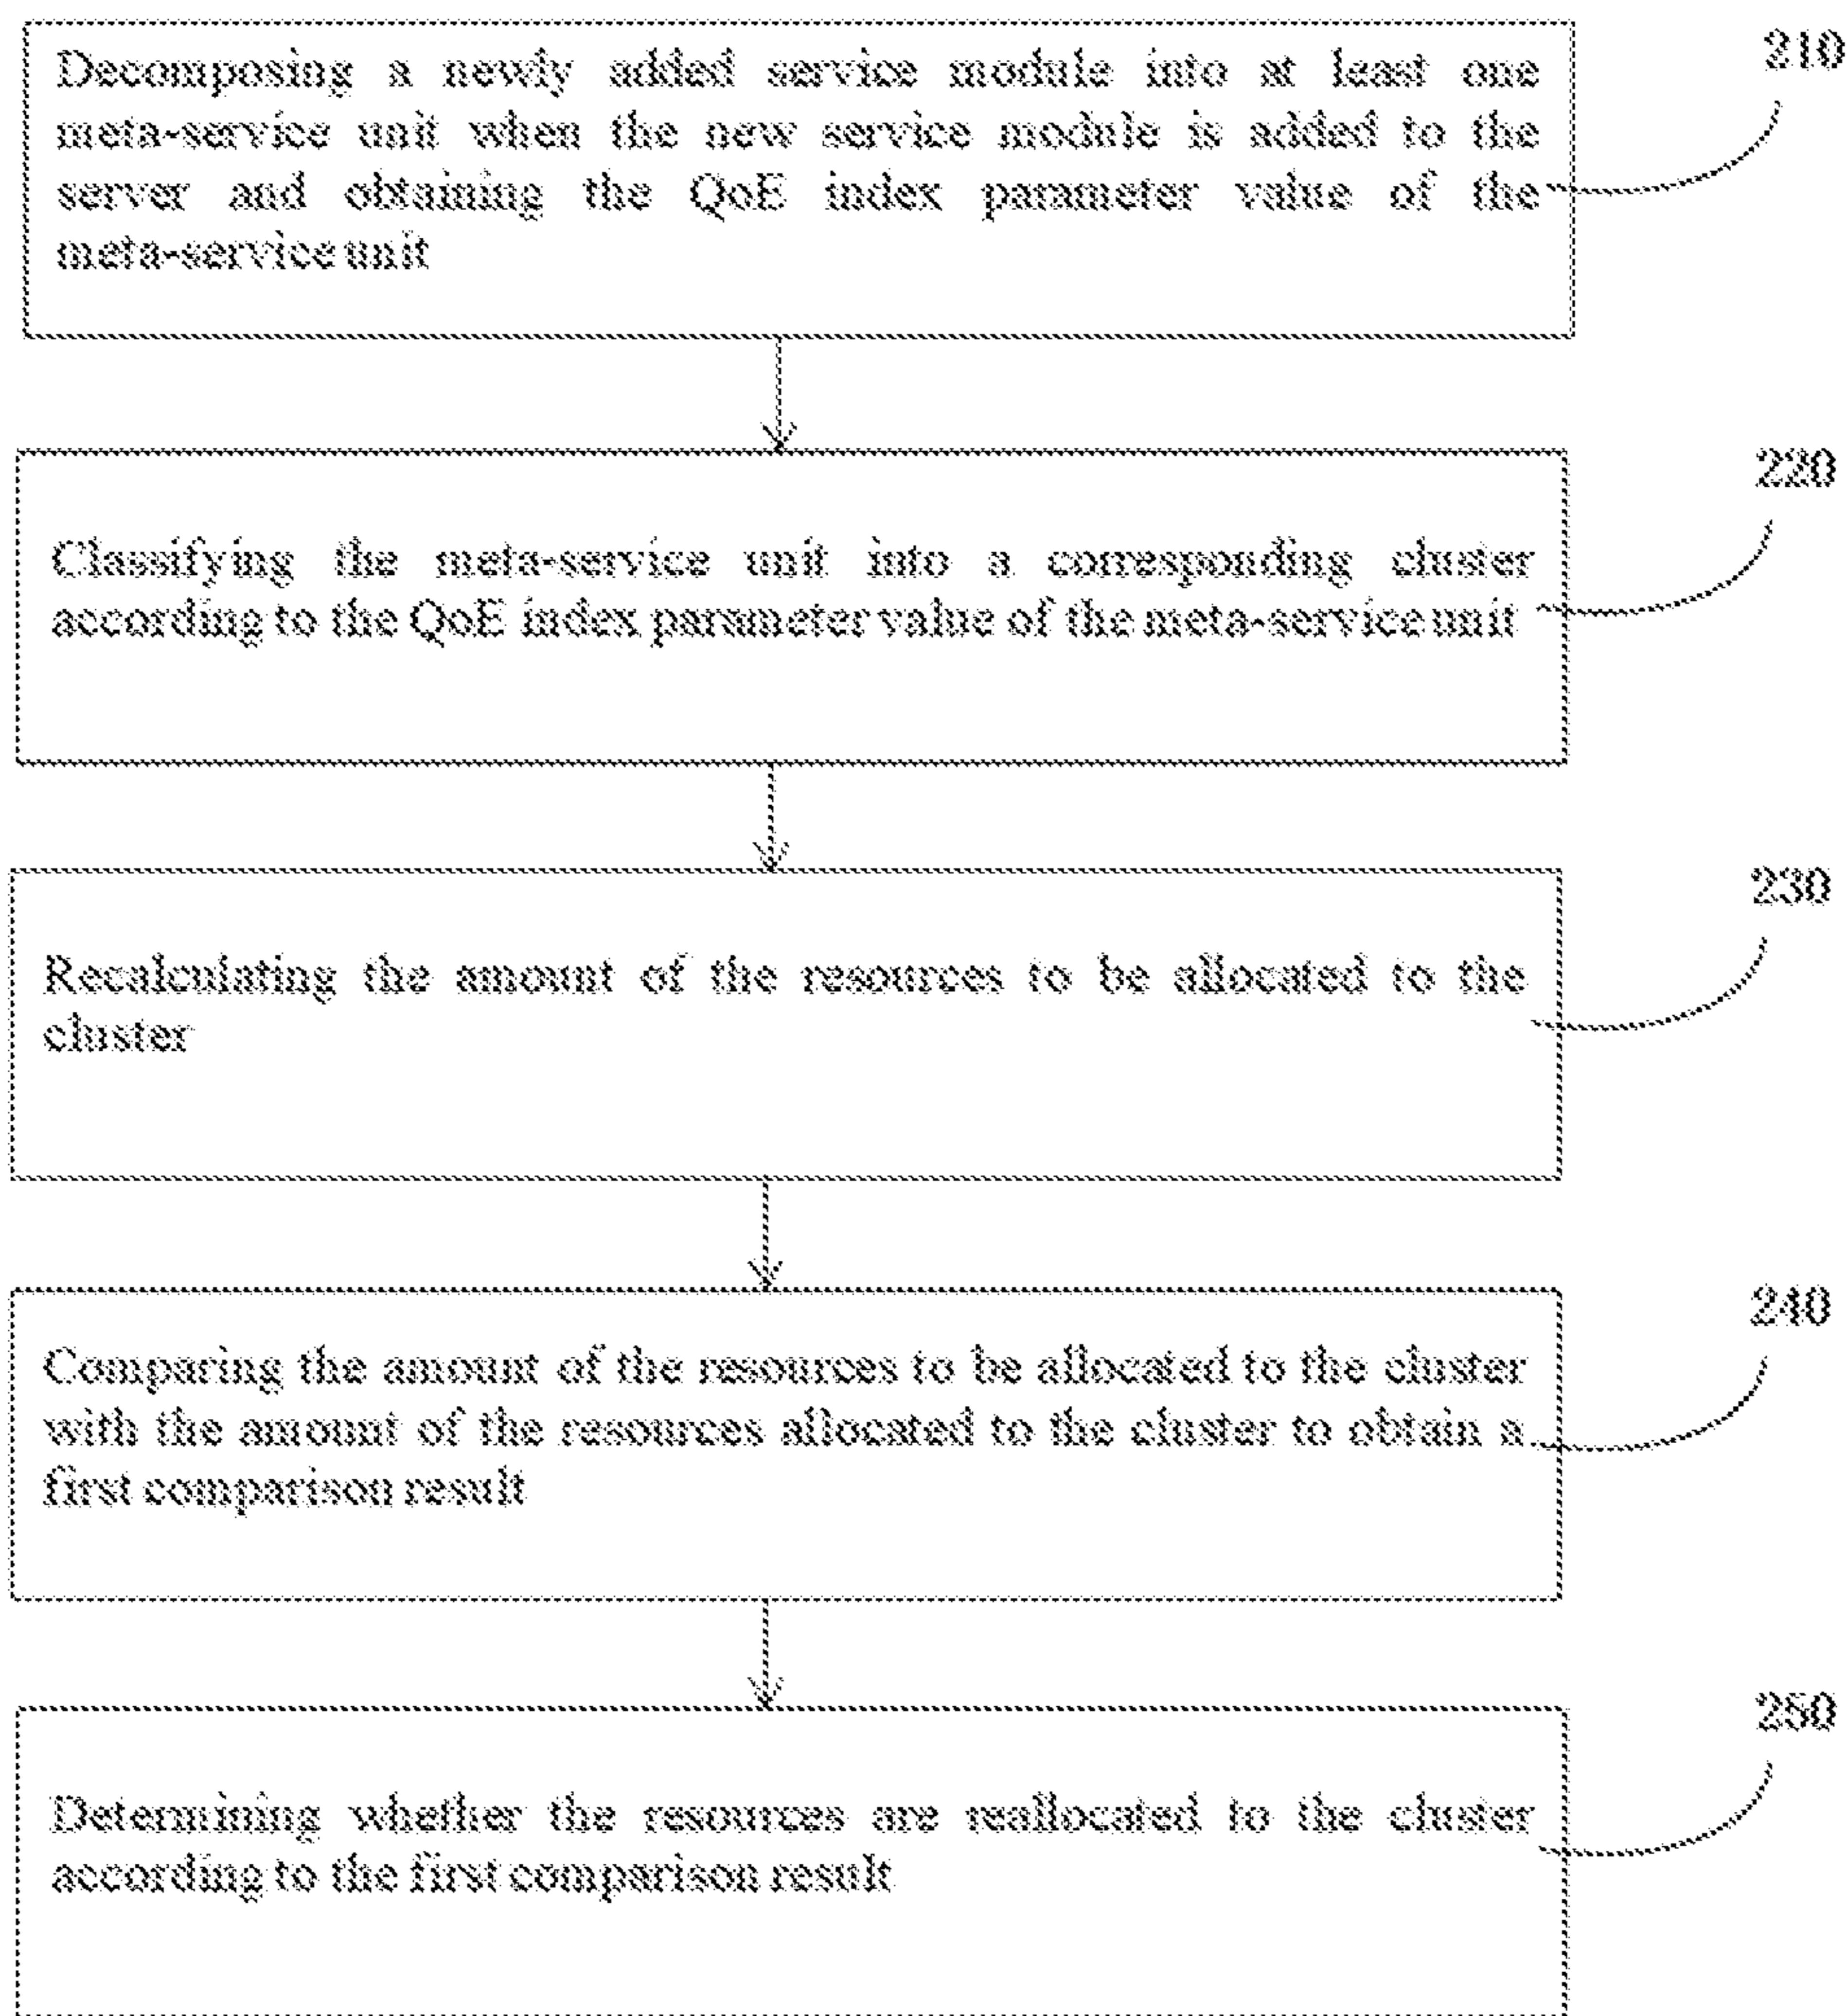 210
Decomposing a newly added service module into at least one
meta-service unit when the new service module is added to the
server and obtaining the QoE index parameter value of the
meta-service unit
220
Classifying the meta-service unit into a corresponding cluster
according to the QoE index parameter value of the meta-service unit
230
Recalculating the amount of the resources to be allocated to the
cluster
240
Comparing the amount of the resources to be allocated to the cluster
with the amount of the resources allocated to the cluster to obtain a
first comparison result
250
Determining whether the resources are reallocated to the cluster
according to the first comparison result